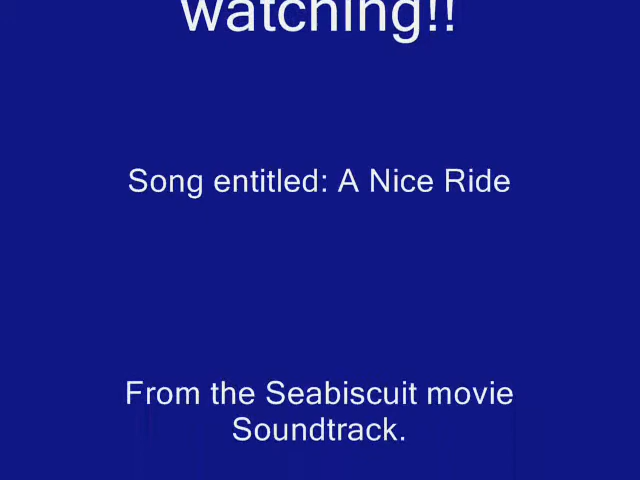 watching!!
Song entitled: A Nice Ride
From the Seabiscuit movie
Soundtrack.